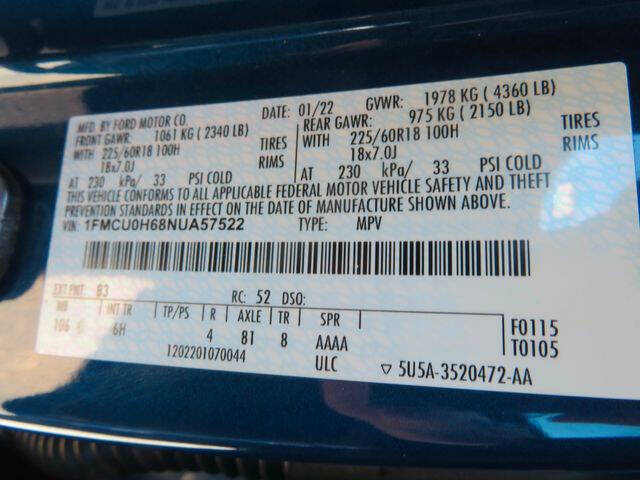 MFD. BY FORD MOTOR CO.
DATE: 01/22 GVWR: 1978 KG ( 4360 LB)
FRONT GAWR: 1061 KG ( 2340 LB)
REAR GAWR: 975 KG ( 2150 LB)
WITH TIRES
225/60R18 100H
WITH TIRES
225/60R18 100H
18x7.0J RIMS
18x7.0J RIMS
AT 230 kPa/ 33 PSI COLD
AT 230 kPa/ 33 PSI COLD
THIS VEHICLE CONFORMS TO ALL APPLICABLE FEDERAL MOTOR VEHICLE SAFETY AND THEFT
PREVENTION STANDARDS IN EFFECT ON THE DATE OF MANUFACTURE SHOWN ABOVE.
VIN: 1FMCU0H68NUA57522 TYPE: MPV
EXT PNT: B3 RC: 52 DSO:
WB INT TR TP/PS R AXLE TR SPR
106 6H 4 81 8 AAAA
1202201070044 ULC
F0115
T0105
▽ 5U5A-3520472-AA